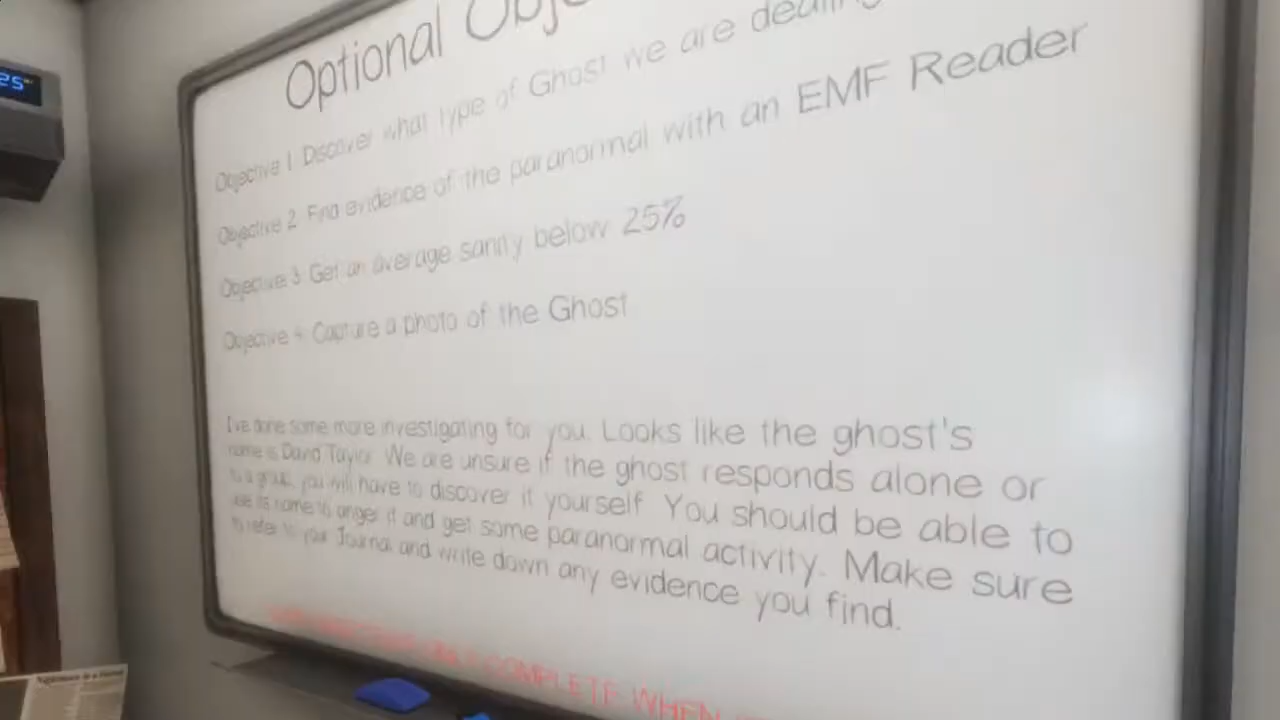 25
Optional Obje
Objective 1: Discover what type of Ghost we are dealing
Objective 2: Find evidence of the paranormal with an EMF Reader
Objective 3: Get an average sanity below 25%
Objective 4: Capture a photo of the Ghost
I've done some more investigating for you. Looks like the ghost's
name is David Taylor. We are unsure if the ghost responds alone or
to a group, you will have to discover it yourself. You should be able to
use its name to anger it and get some paranormal activity. Make sure
to refer to your Journal and write down any evidence you find.
COMPLETE WHEN